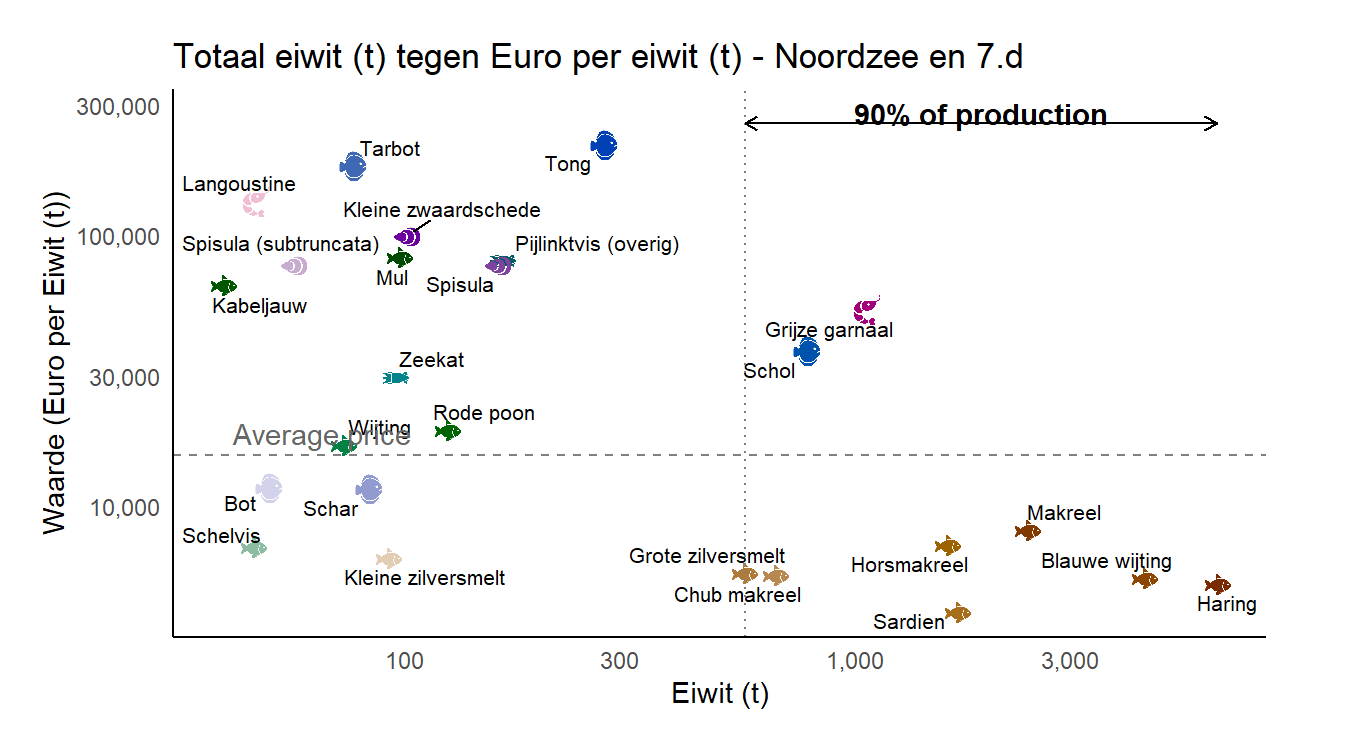 Totaal eiwit (t) tegen Euro per eiwit (t) - Noordzee en 7.d
300,000
100,000
30,000
10,000
Waarde (Euro per Eiwit (t))
90% of production
Tarbot
Tong
Langoustine
Kleine zwaardschede
Spisula (subtruncata)
Pijlinktvis (overig)
Mul
Spisula
Kabeljauw
Grijze garnaal
Zeekat
Schol
Rode poon
Wijting
Average price
Bot
Schar
Makreel
Schelvis
Grote zilversmelt
Horsmakreel
Blauwe wijting
Kleine zilversmelt
Chub makreel
Haring
Sardien
100
300
1,000
3,000
Eiwit (t)